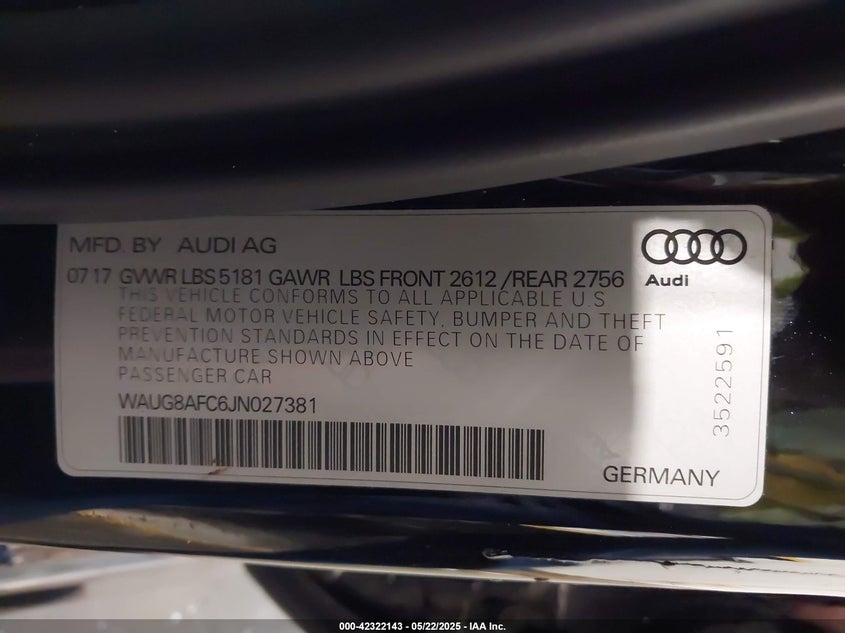 MFD. BY AUDI AG
07 17 GVWR LBS 5181 GAWR LBS FRONT 2612 /REAR 2756
Audi
THIS VEHICLE CONFORMS TO ALL APPLICABLE U.S
FEDERAL MOTOR VEHICLE SAFETY, BUMPER AND THEFT
PREVENTION STANDARDS IN EFFECT ON THE DATE OF
MANUFACTURE SHOWN ABOVE
PASSENGER CAR
WAUG8AFC6JN027381
3522591
GERMANY
000-42322143 - 05/22/2025 - IAA Inc.